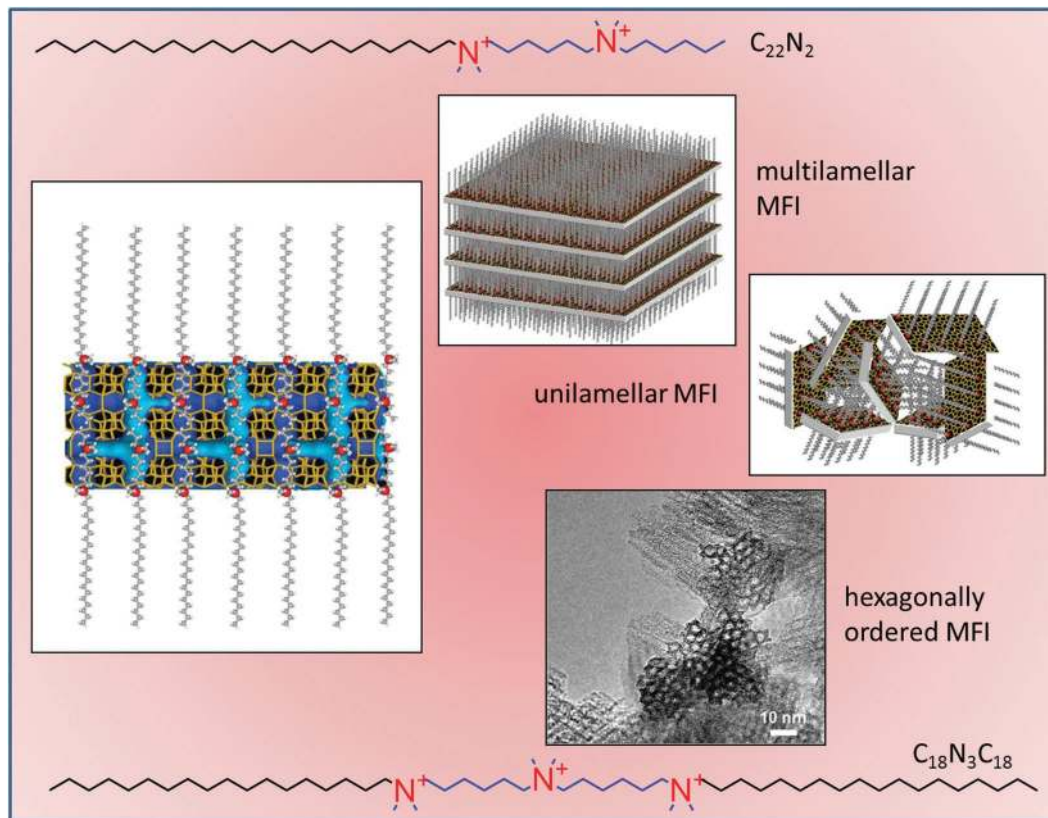 N⁺
N⁺
C₂₂N₂
multilamellar
MFI
unilamellar MFI
hexagonally
ordered MFI
10 nm
C₁₈N₃C₁₈
N⁺
N⁺
N⁺